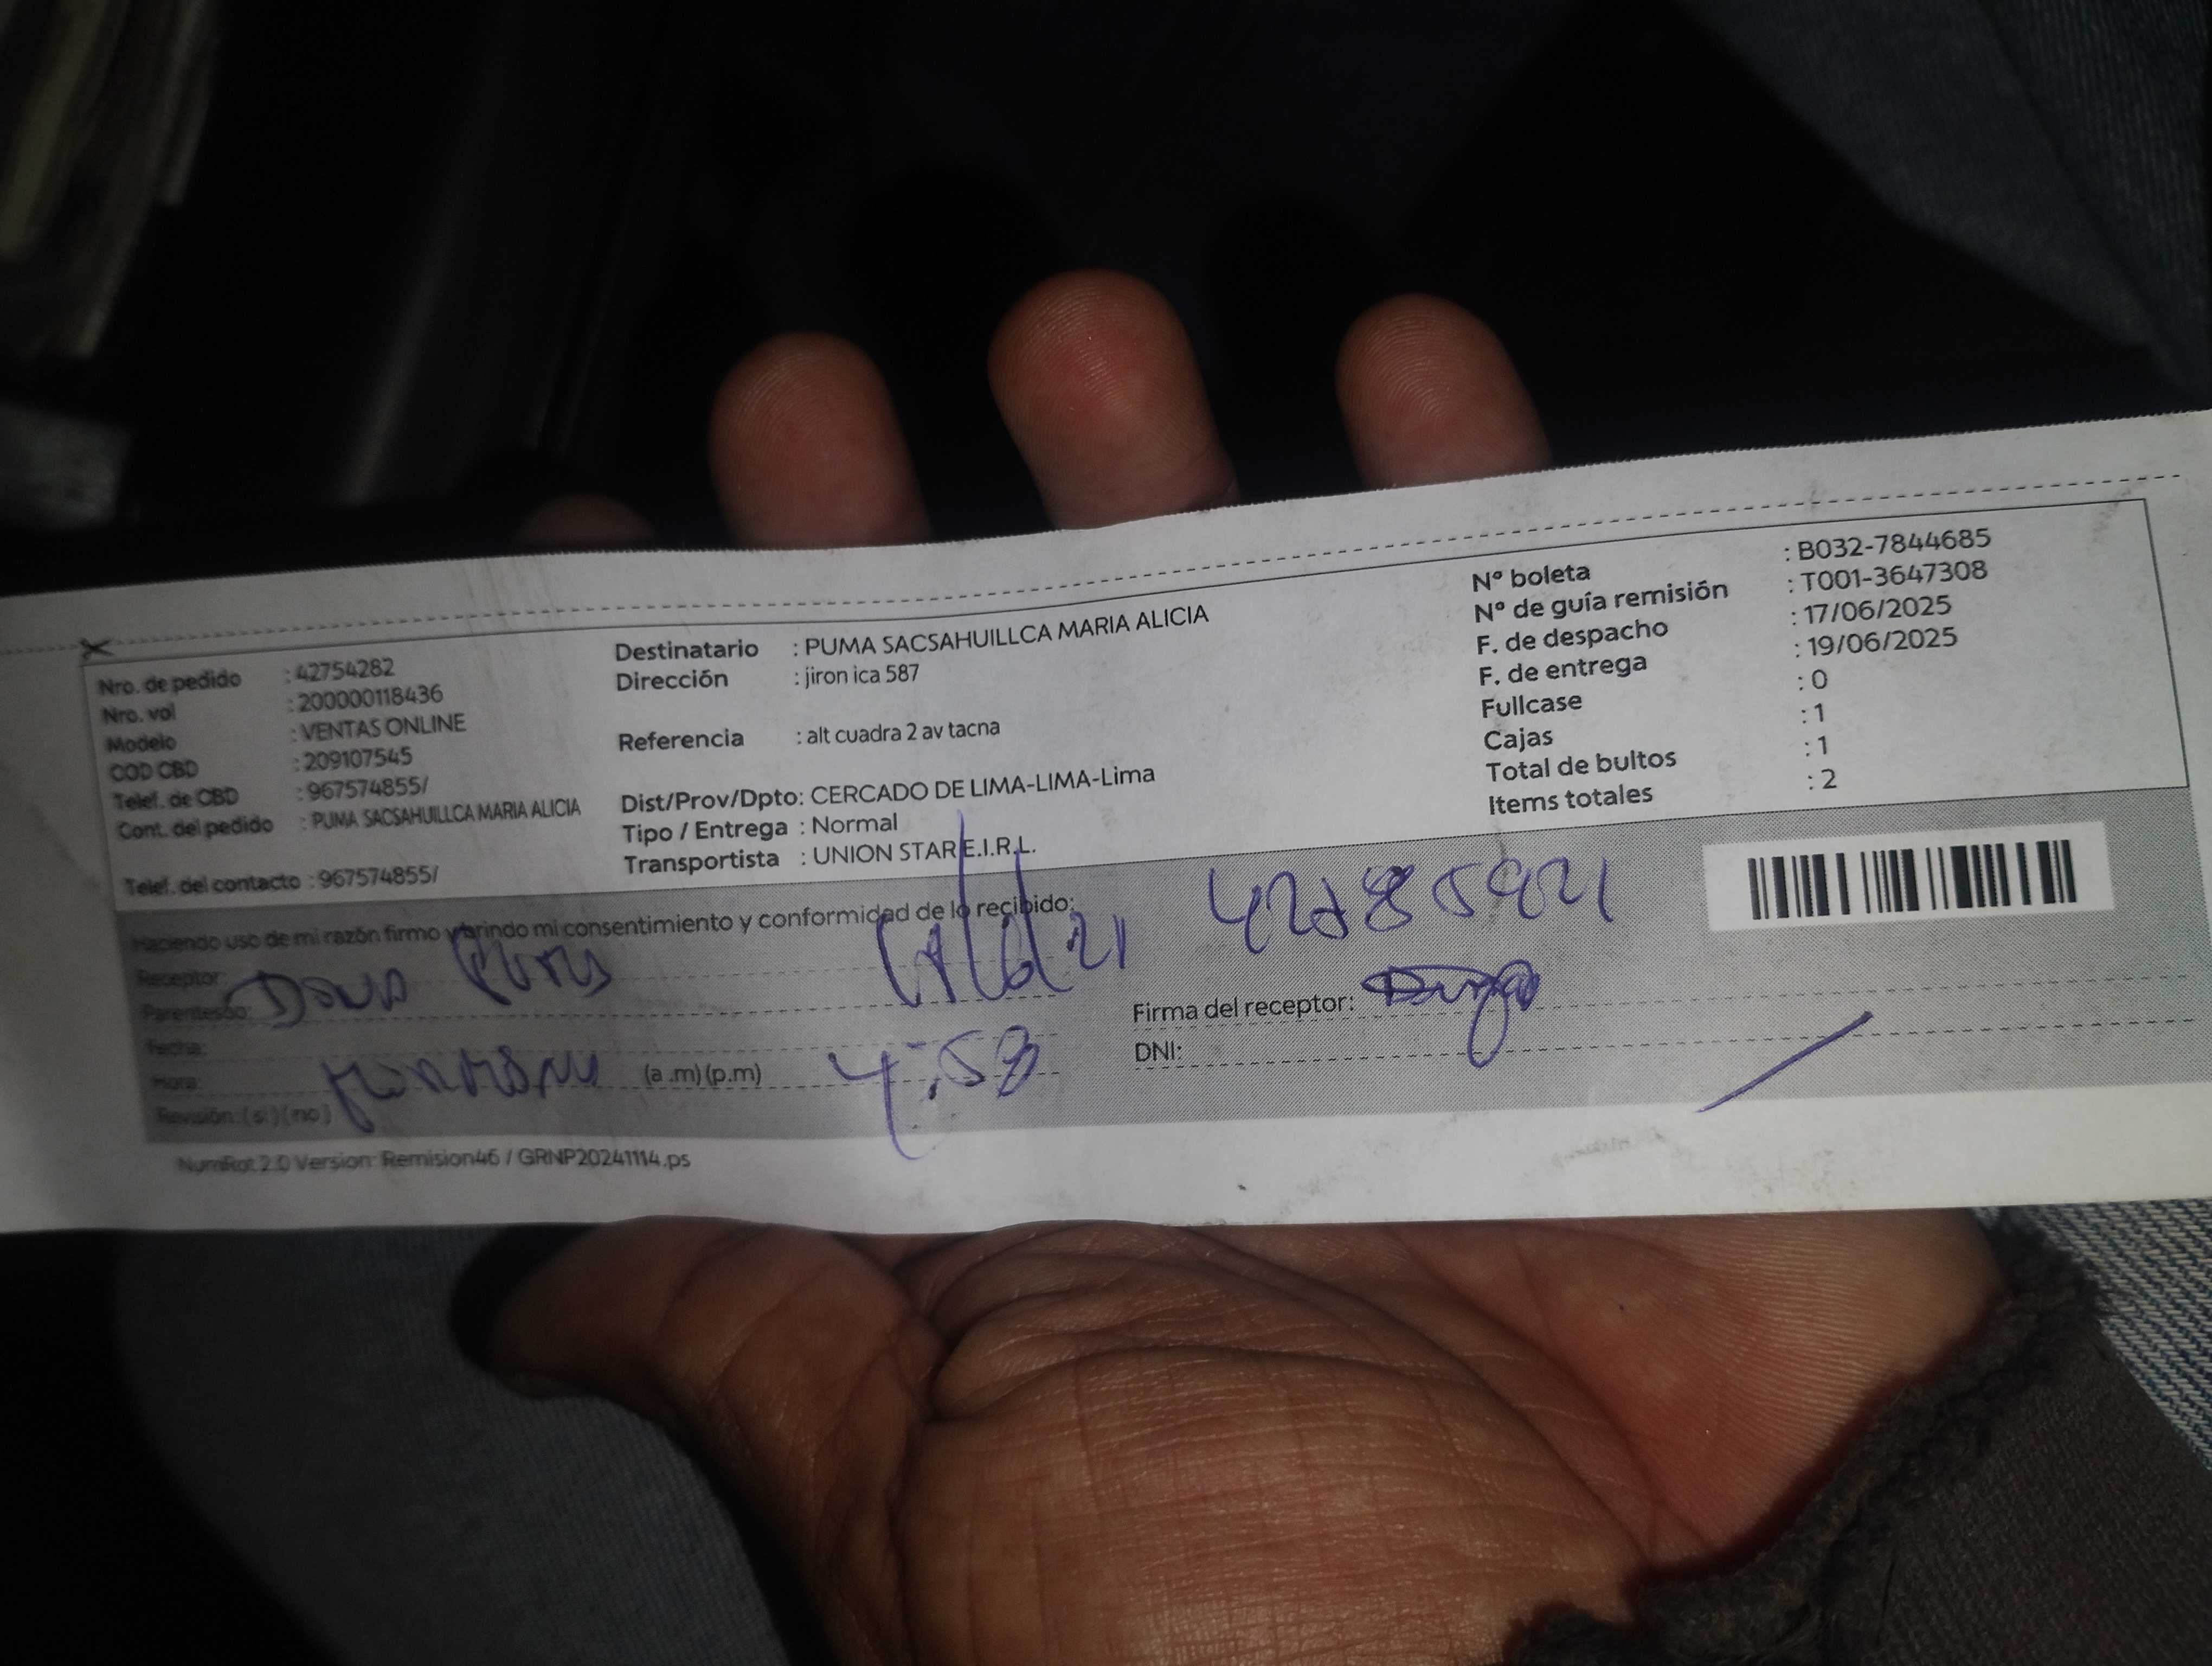 Nro. de pedido : 42754282
Nro. vol : 200000118436
Modelo : VENTAS ONLINE
COD CBD : 209107545
Telef. de CBD : 967574855/
Cont. del pedido : PUMA SACSAHUILLCA MARIA ALICIA
Telef. del contacto : 967574855/
Destinatario : PUMA SACSAHUILLCA MARIA ALICIA
Dirección : jiron ica 587
Referencia : alt cuadra 2 av tacna
Dist/Prov/Dpto: CERCADO DE LIMA-LIMA-Lima
Tipo / Entrega : Normal
Transportista : UNION STAR E.I.R.L.
N° boleta : B032-7844685
N° de guía remisión : T001-3647308
F. de despacho : 17/06/2025
F. de entrega : 19/06/2025
Fullcase : 0
Cajas : 1
Total de bultos : 1
Items totales : 2
Haciendo uso de mi razón firmo y brindo mi consentimiento y conformidad de lo recibido:
Receptor:
Parentesco:
Fecha:
Hora: (a.m)(p.m) 4:58
Revisión: (si)(no)
Firma del receptor:
DNI:
NumRot 2.0 Version: Remision46 / GRNP20241114.ps